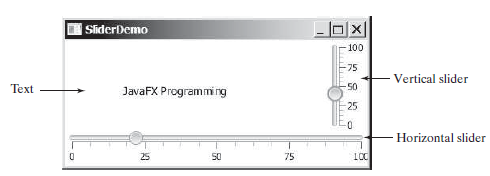 SliderDemo
100
75
Vertical slider
Text
JavaFX Programming
50
25
0
Horizontal slider
0 25 50 75 100